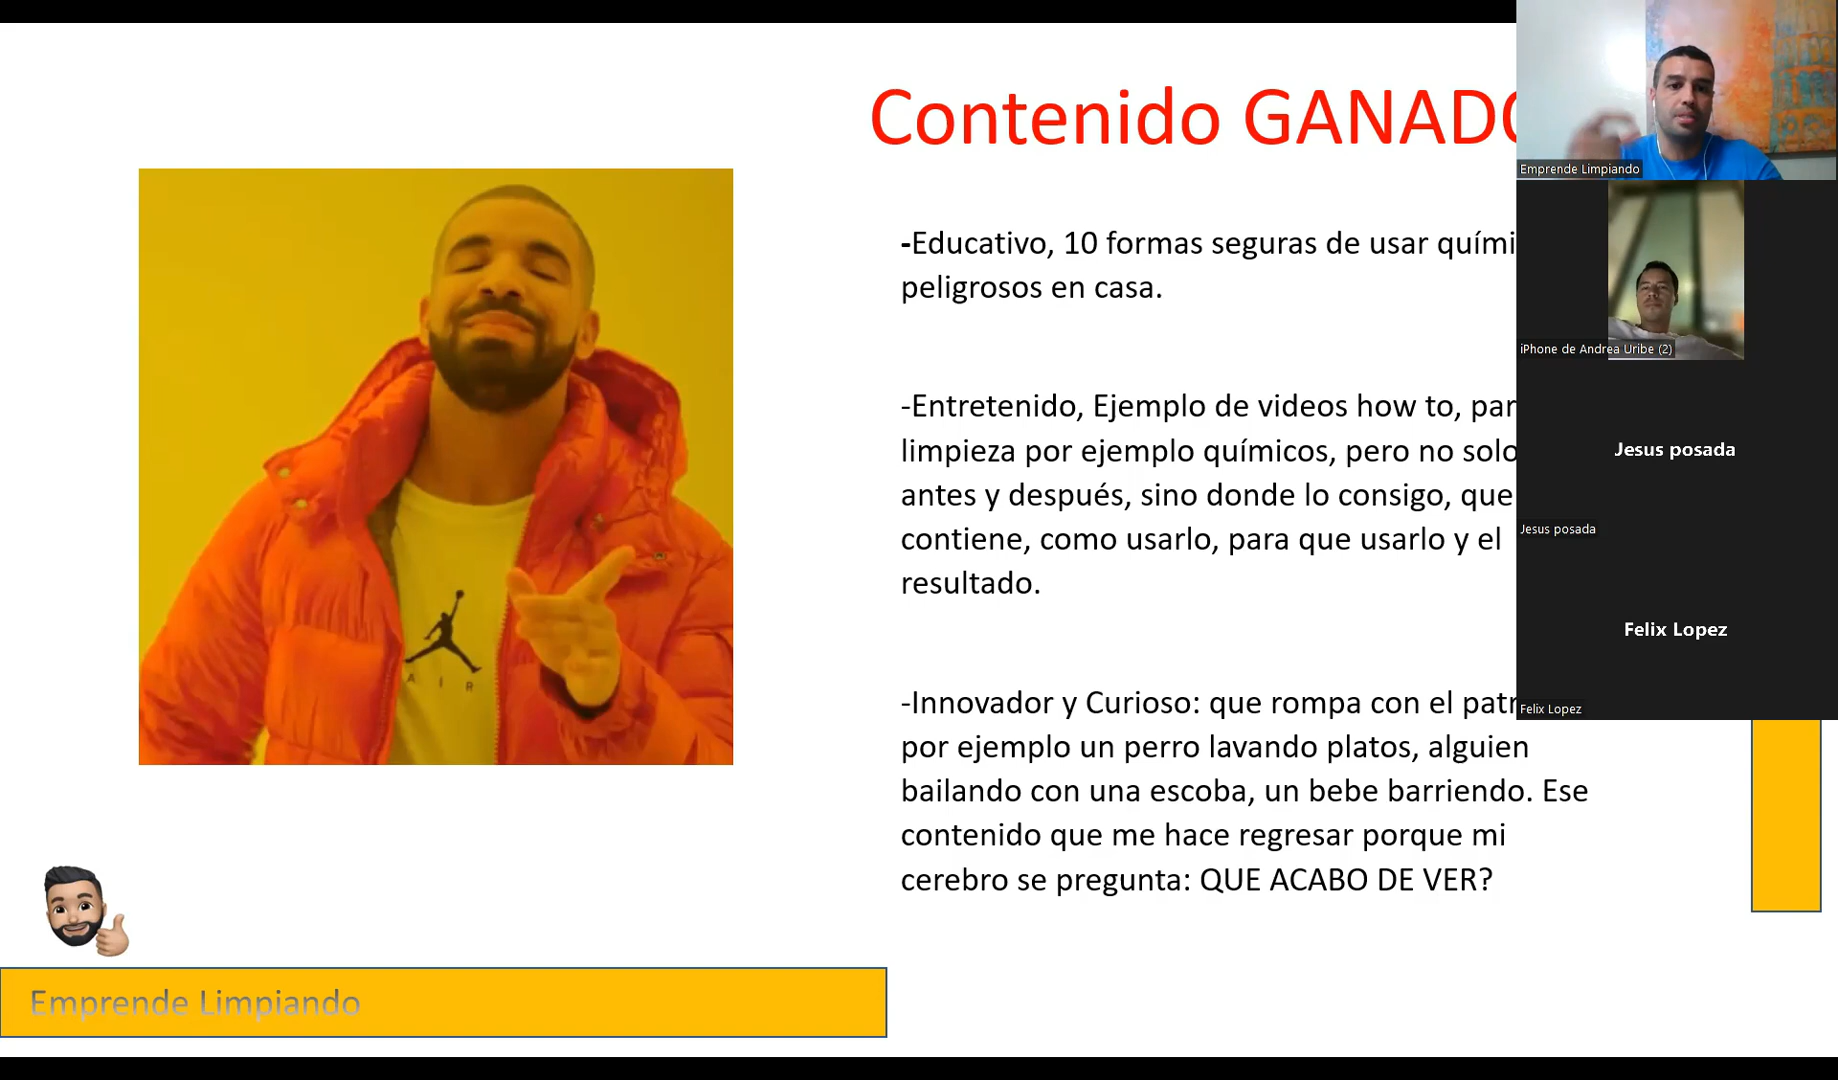 Contenido GANADO
-Educativo, 10 formas seguras de usar quími
peligrosos en casa.
-Entretenido, Ejemplo de videos how to, par
limpieza por ejemplo químicos, pero no solo
antes y después, sino donde lo consigo, que
contiene, como usarlo, para que usarlo y el
resultado.
-Innovador y Curioso: que rompa con el patr
por ejemplo un perro lavando platos, alguien
bailando con una escoba, un bebe barriendo. Ese
contenido que me hace regresar porque mi
cerebro se pregunta: QUE ACABO DE VER?
AIR
Emprende Limpiando
Emprende Limpiando
iPhone de Andrea Uribe (2)
Jesus posada
Jesus posada
Felix Lopez
Felix Lopez